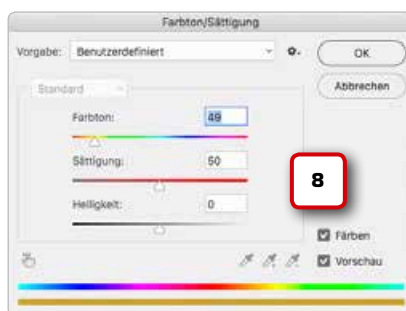 Farbton/Sättigung
Vorgabe: Benutzerdefiniert
OK
Standard
Abbrechen
Farbton: 49
Sättigung: 50
8
Helligkeit: 0
Färben
Vorschau